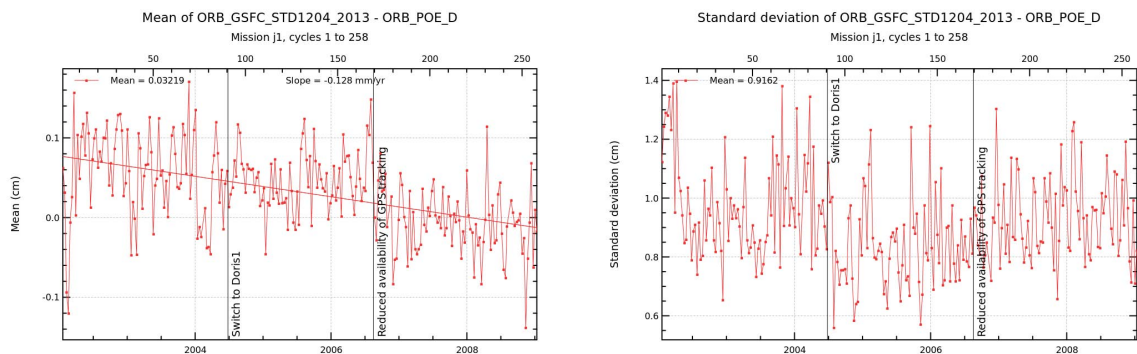 Mean of ORB_GSFC_STD1204_2013 - ORB_POE_D
Mission j1, cycles 1 to 258
50 100 150 200 250
Mean = 0.03219 Slope = -0.128 mm/yr
Mean (cm)
0.1
0.0
-0.1
Switch to Doris1
Reduced availability of GPS tracking
2004 2006 2008
Standard deviation of ORB_GSFC_STD1204_2013 - ORB_POE_D
Mission j1, cycles 1 to 258
50 100 150 200 250
Mean = 0.9162
Standard deviation (cm)
1.4
1.2
1.0
0.8
0.6
Switch to Doris1
Reduced availability of GPS tracking
2004 2006 2008